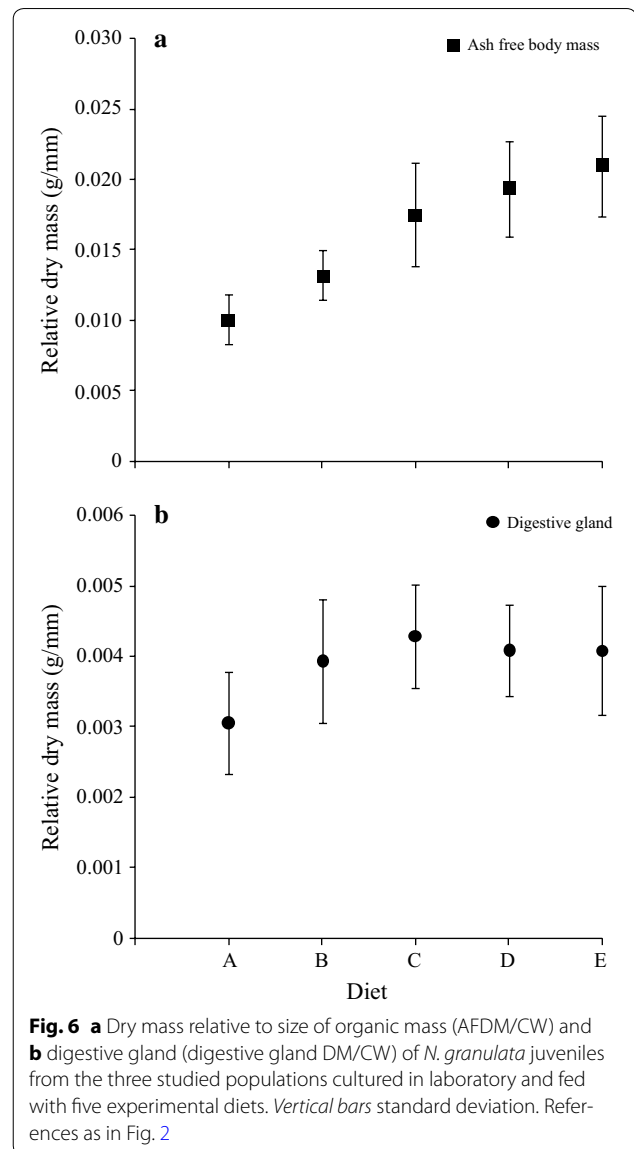 0.030
a
Ash free body mass
0.025
0.020
0.015
0.010
0.005
0
Relative dry mass (g/mm)
0.006
b
Digestive gland
0.005
0.004
0.003
0.002
0.001
0
Relative dry mass (g/mm)
A B C D E
Diet
Fig. 6 a Dry mass relative to size of organic mass (AFDM/CW) and
b digestive gland (digestive gland DM/CW) of N. granulata juveniles
from the three studied populations cultured in laboratory and fed
with five experimental diets. Vertical bars standard deviation. Refer-
ences as in Fig. 2